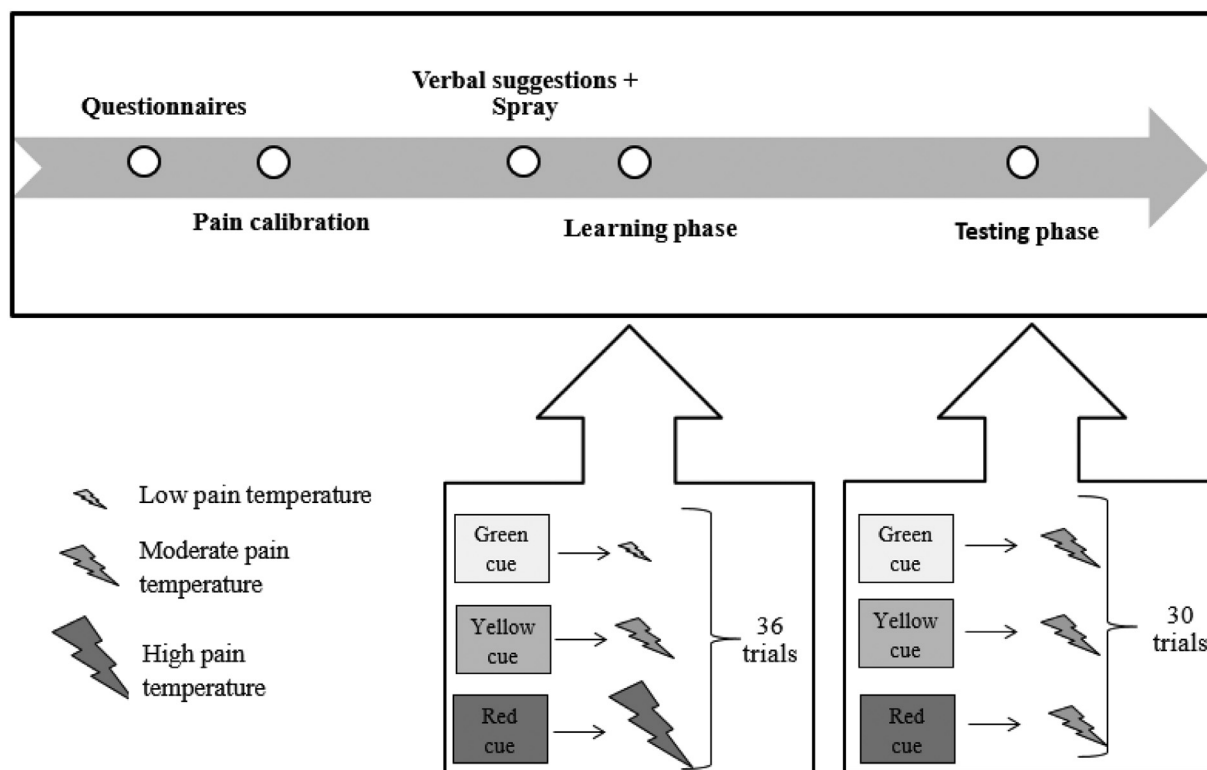 Verbal suggestions +
Spray
Questionnaires
Pain calibration
Learning phase
Testing phase
Low pain temperature
Moderate pain
temperature
High pain
temperature
Green
cue
Yellow
cue
Red
cue
36
trials
Green
cue
Yellow
cue
Red
cue
30
trials